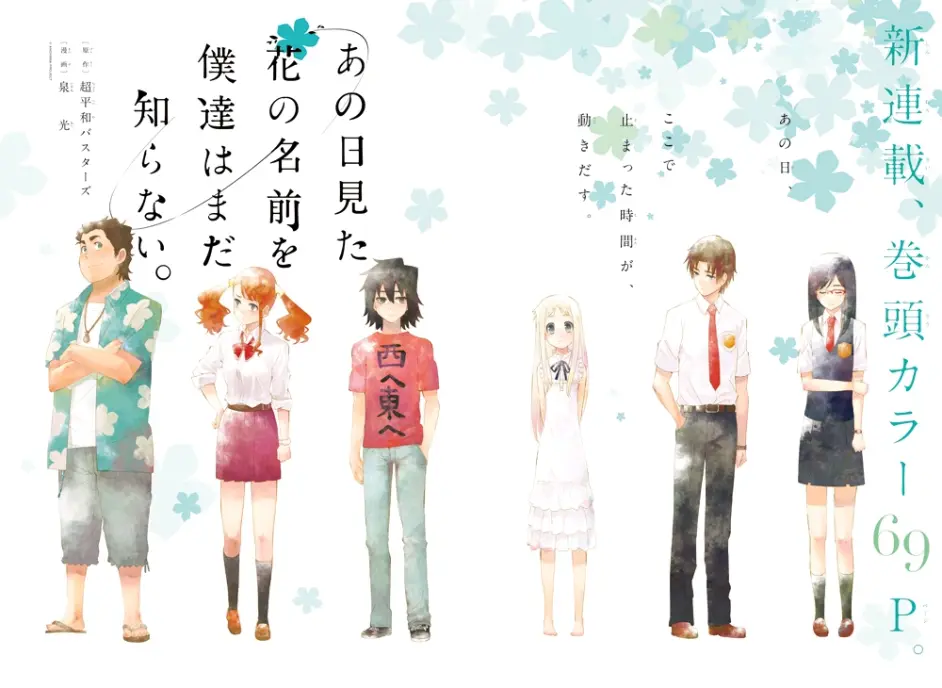 新連載、巻頭カラー69P。
あの日、
ここで
止まった時間が、
動きだす。
あの日見た
花の名前を
僕達はまだ
知らない。
[原作]超平和バスターズ
[漫画]泉 光
西へ東へ